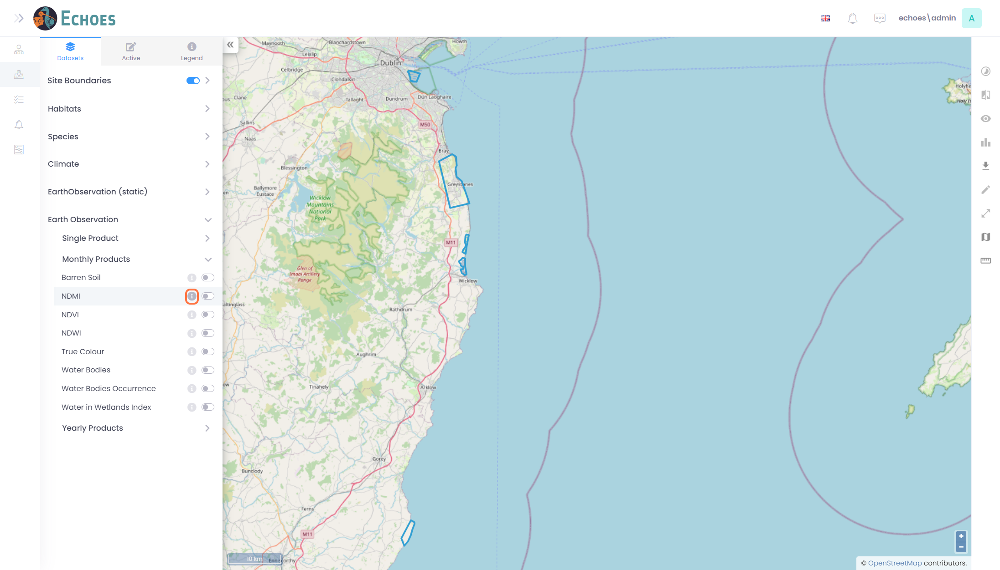 ECHOES
echoes\admin
A
Datasets
Active
Legend
Site Boundaries
Habitats
Species
Climate
EarthObservation (static)
Earth Observation
Single Product
Monthly Products
Barren Soil
NDMI
NDVI
NDWI
True Colour
Water Bodies
Water Bodies Occurrence
Water in Wetlands Index
Yearly Products
Maynooth
Leixlip
Blanchardstown
Howth
Dublin
Celbridge
Clondalkin
Clane
Tallaght
Dundrum
Dún Laoghaire
Sallins
Naas
M50
Bray
Blessington
Ballymore
Eustace
Greystones
Wicklow
Mountains
National
Park
M11
Glen of
Imaal Artillery
Range
Wicklow
altinglass
Rathdrum
Aughrim
Tinahely
Arklow
Gorey
Bunclody
Ferns
M11
Enniscorthy
10 km
Holyhe
Holy Is
+
−
© OpenStreetMap contributors.